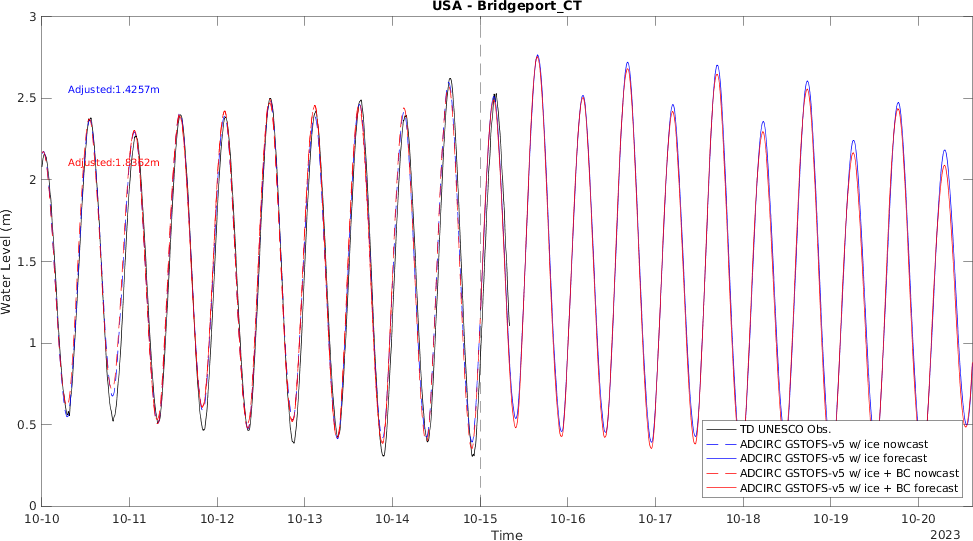 USA - Bridgeport_CT
3
2.5
2
1.5
1
0.5
0
Water Level (m)
Adjusted:1.4257m
Adjusted:1.8362m
TD UNESCO Obs.
ADCIRC GSTOFS-v5 w/ ice nowcast
ADCIRC GSTOFS-v5 w/ ice forecast
ADCIRC GSTOFS-v5 w/ ice + BC nowcast
ADCIRC GSTOFS-v5 w/ ice + BC forecast
10-10 10-11 10-12 10-13 10-14 10-15 10-16 10-17 10-18 10-19 10-20
Time
2023